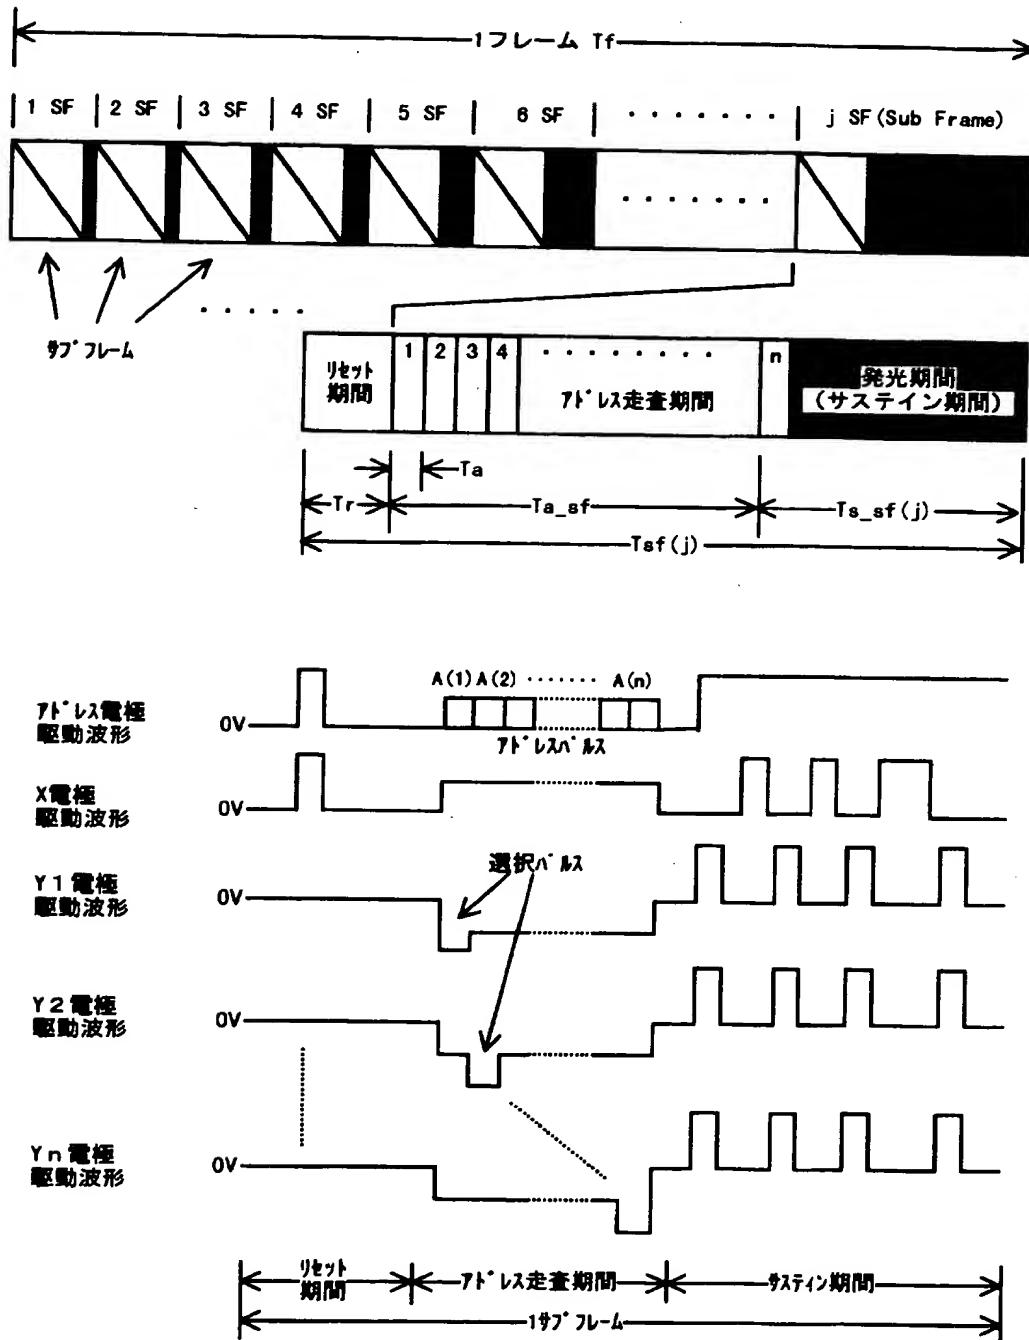 1フレーム Tf
1 SF 2 SF 3 SF 4 SF 5 SF 6 SF ・・・・・・・ j SF(Sub Frame)
・・・・・・・
・・・・・
サブフレーム
リセット
期間
1 2 3 4 ・・・・・・・・ n
アドレス走査期間
発光期間
(サステイン期間)
Ta
Tr Ta_sf Ts_sf(j)
Tsf(j)
A(1) A(2) ・・・・・・・ A(n)
アドレス電極
駆動波形
0V
アドレスパルス
X電極
駆動波形
0V
選択パルス
Y1電極
駆動波形
0V
Y2電極
駆動波形
0V
Yn電極
駆動波形
0V
リセット
期間
アドレス走査期間
サスティン期間
1サブフレーム